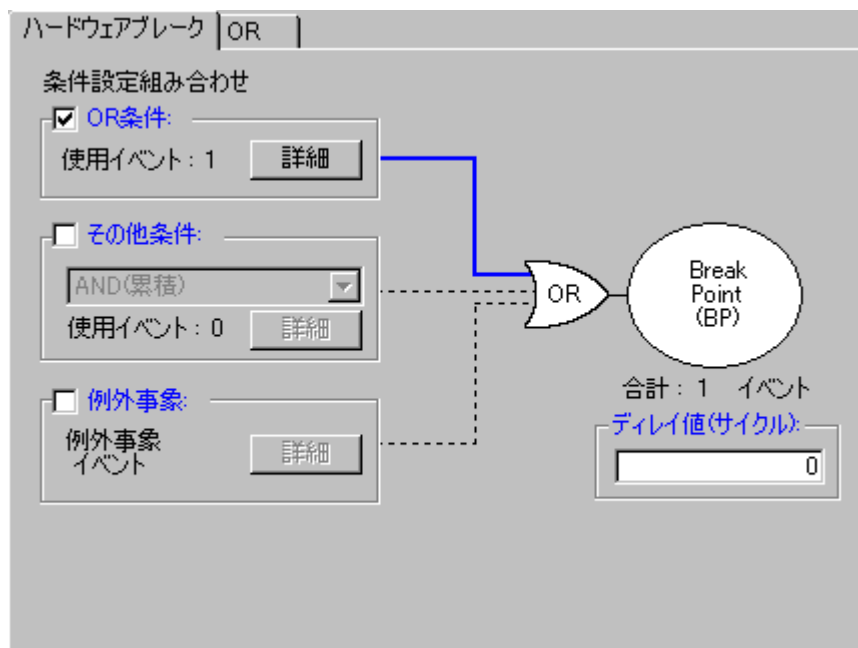 ハードウェアブレーク
OR
条件設定組み合わせ
OR条件:
使用イベント : 1
詳細
その他条件:
AND(累積)
使用イベント : 0
詳細
例外事象:
例外事象
イベント
詳細
OR
Break
Point
(BP)
合計 : 1 イベント
ディレイ値(サイクル):
0